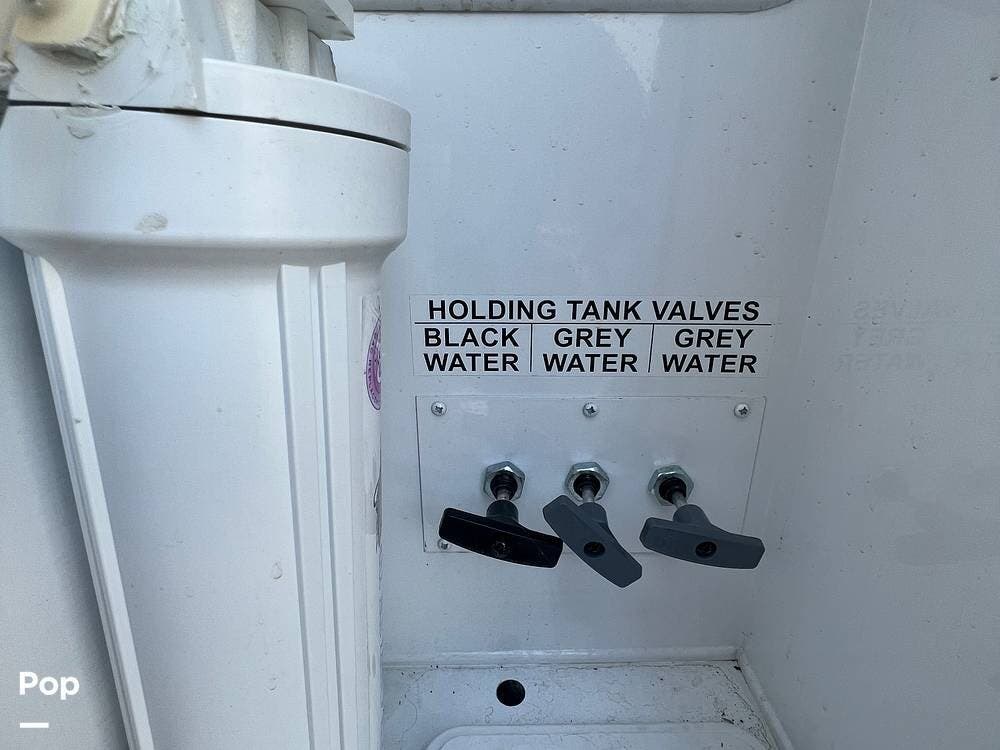 HOLDING TANK VALVES
BLACK GREY GREY
WATER WATER WATER
Pop